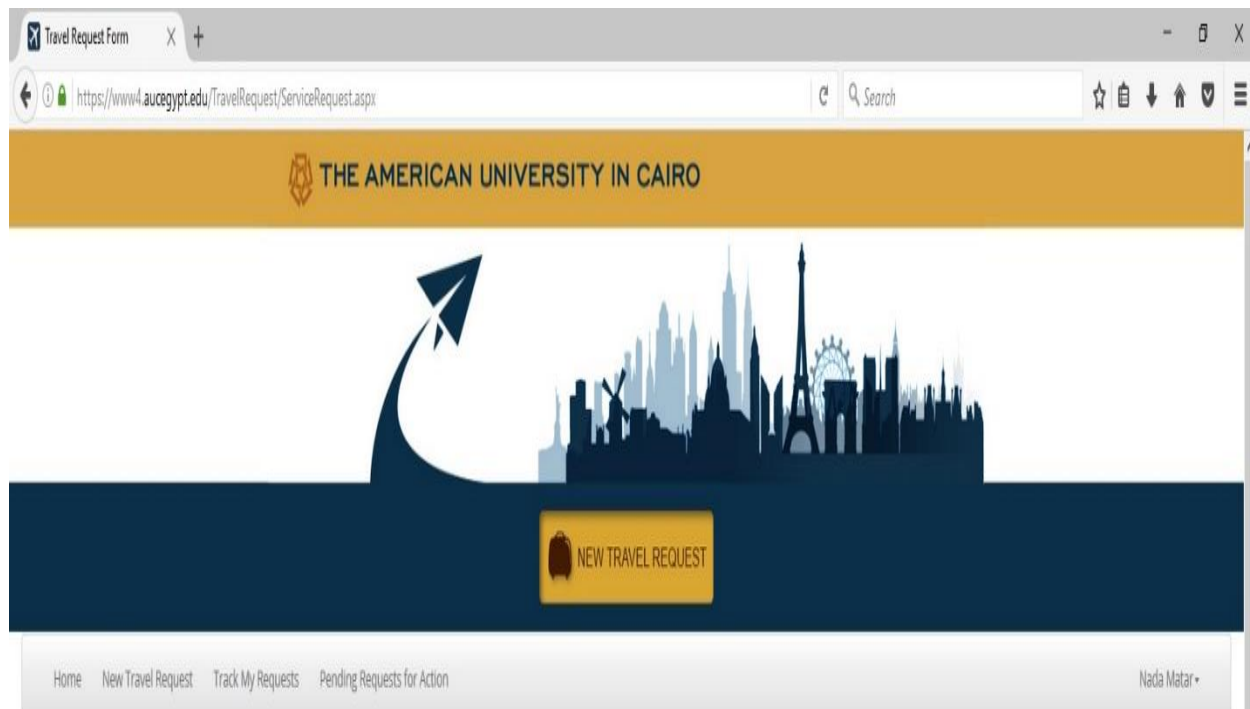 Travel Request Form
https://www4.aucegypt.edu/TravelRequest/ServiceRequest.aspx
Search
THE AMERICAN UNIVERSITY IN CAIRO
NEW TRAVEL REQUEST
Home New Travel Request Track My Requests Pending Requests for Action Nada Matar